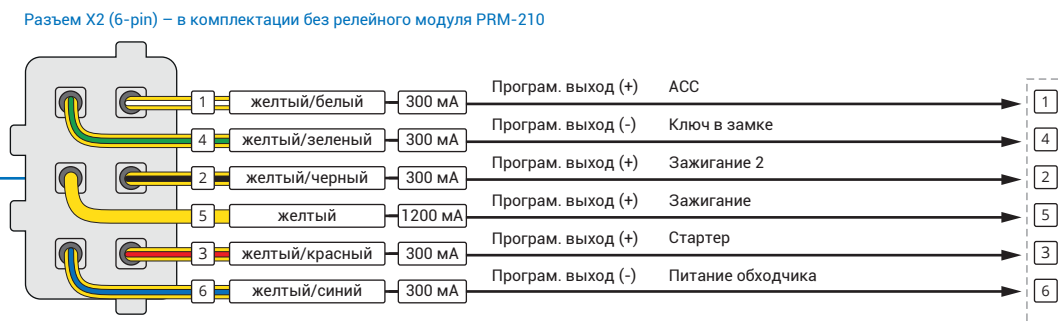 Разъем X2 (6-pin) – в комплектации без релейного модуля PRM-210
1 желтый/белый 300 мА Програм. выход (+) ACC 1
4 желтый/зеленый 300 мА Програм. выход (-) Ключ в замке 4
2 желтый/черный 300 мА Програм. выход (+) Зажигание 2 2
5 желтый 1200 мА Програм. выход (+) Зажигание 5
3 желтый/красный 300 мА Програм. выход (+) Стартер 3
6 желтый/синий 300 мА Програм. выход (-) Питание обходчика 6